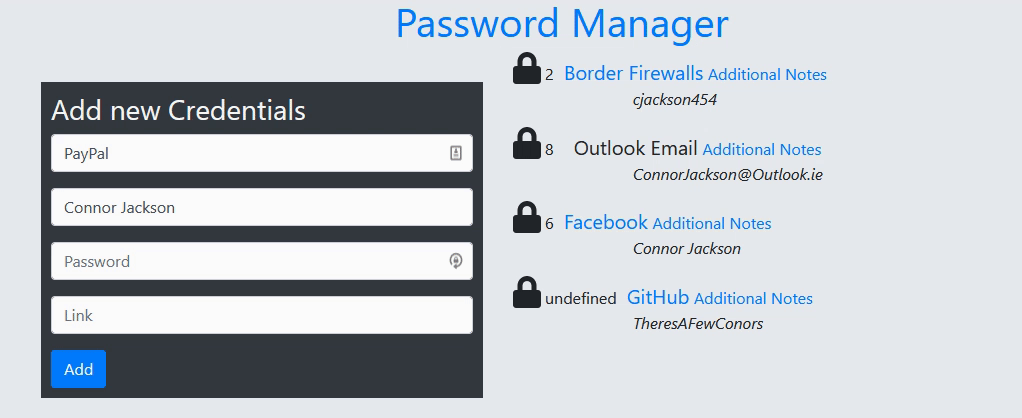 Password Manager
Add new Credentials
PayPal
Connor Jackson
Password
Link
Add
2 Border Firewalls Additional Notes
cjackson454
8 Outlook Email Additional Notes
ConnorJackson@Outlook.ie
6 Facebook Additional Notes
Connor Jackson
undefined GitHub Additional Notes
TheresAFewConors